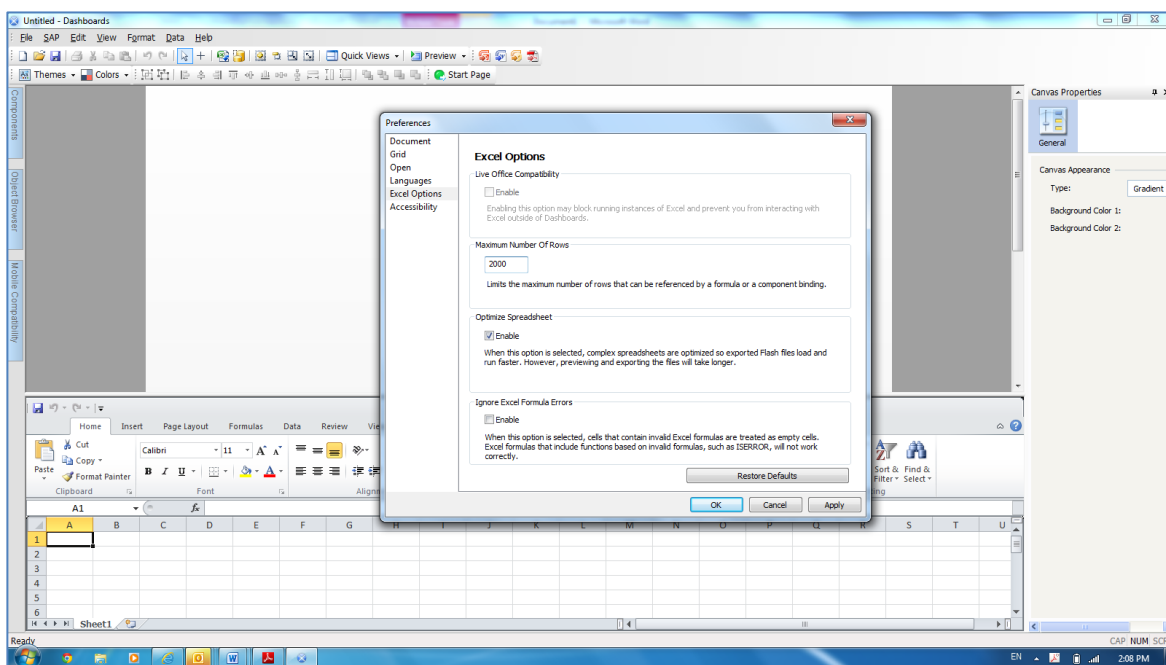 Untitled - Dashboards
File SAP Edit View Format Data Help
Quick Views Preview
Themes Colors Start Page
Components
Object Browser
Mobile Compatibility
Canvas Properties
General
Canvas Appearance
Type: Gradient
Background Color 1:
Background Color 2:
Preferences
Document
Grid
Open
Languages
Excel Options
Accessibility
Excel Options
Live Office Compatibility
Enable
Enabling this option may block running instances of Excel and prevent you from interacting with
Excel outside of Dashboards.
Maximum Number Of Rows
2000
Limits the maximum number of rows that can be referenced by a formula or a component binding.
Optimize Spreadsheet
Enable
When this option is selected, complex spreadsheets are optimized so exported Flash files load and
run faster. However, previewing and exporting the files will take longer.
Ignore Excel Formula Errors
Enable
When this option is selected, cells that contain invalid Excel formulas are treated as empty cells.
Excel formulas that include functions based on invalid formulas, such as ISERROR, will not work
correctly.
Restore Defaults
OK Cancel Apply
Home Insert Page Layout Formulas Data Review Vie
Paste
Cut
Copy
Format Painter
Clipboard
Calibri 11
B I U
Font
Alignn
Sort & Find &
Filter Select
ing
A1 fx
A B C D E F G H I J K L M N O P Q R S T U
1
2
3
4
5
6
Sheet1
Ready
CAP NUM SCR
EN 2:08 PM